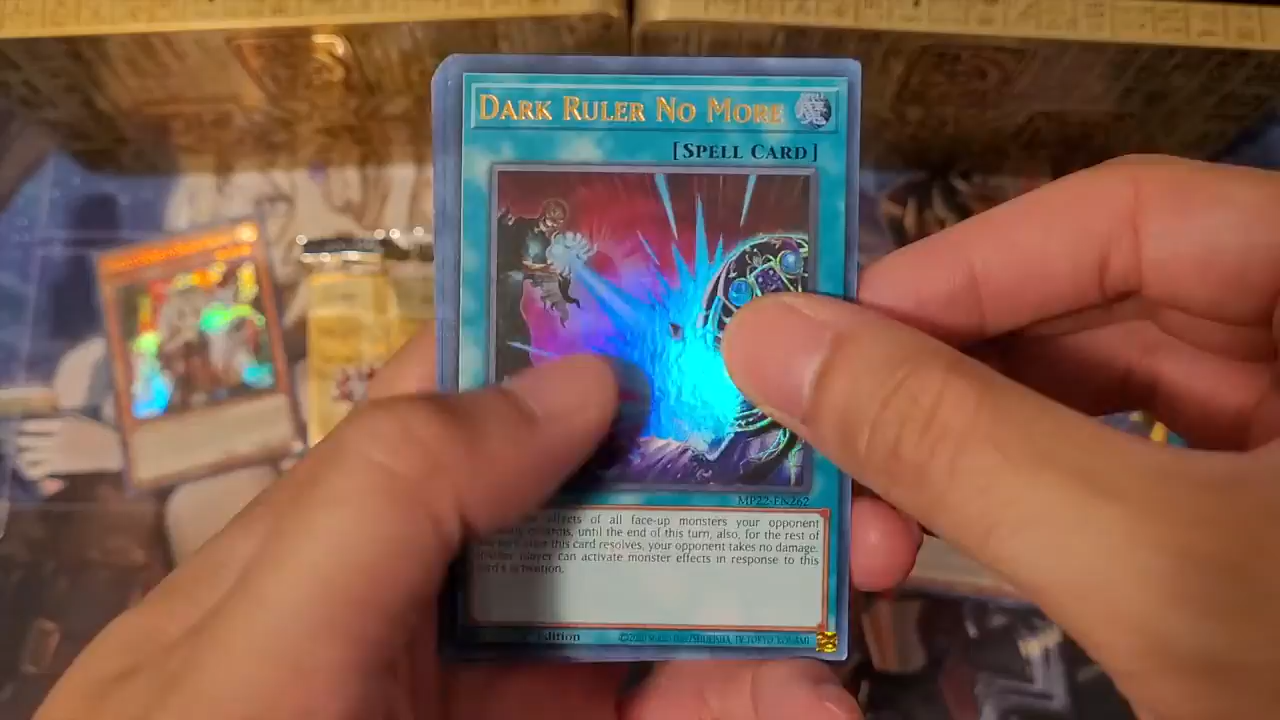 DARK RULER NO MORE
[SPELL CARD]
MP22-EN262
effects of all face-up monsters your opponent
until the end of this turn, also, for the rest of
this card resolves, your opponent takes no damage.
player can activate monster effects in response to this
activation.
Edition